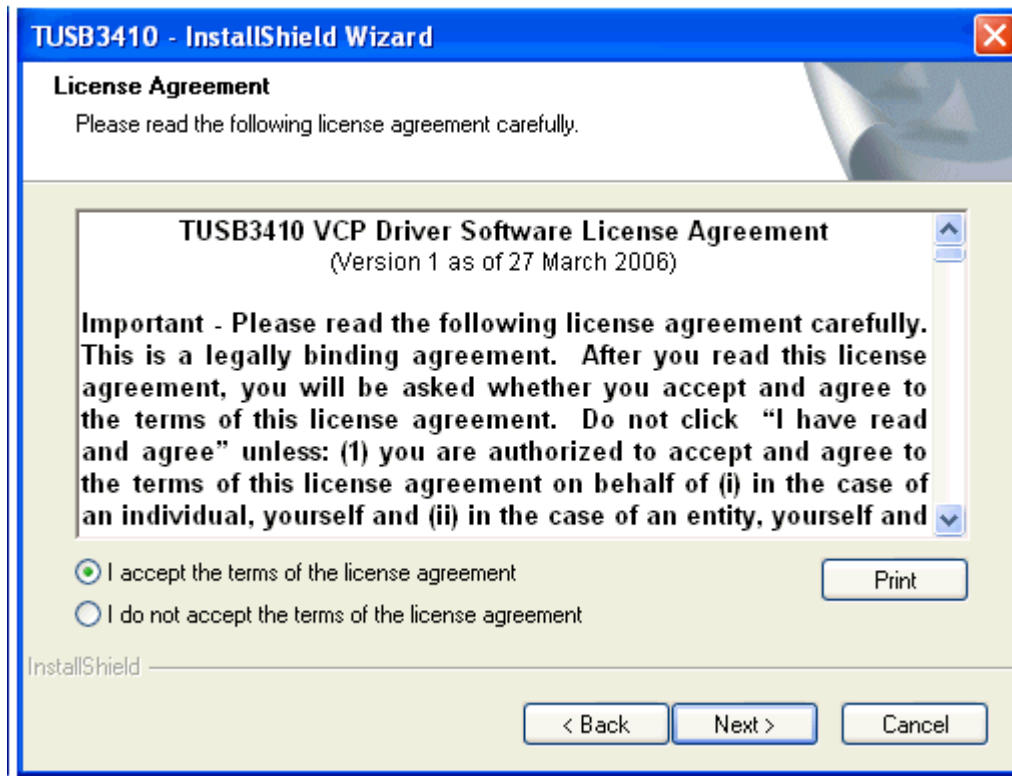 TUSB3410 - InstallShield Wizard
License Agreement
Please read the following license agreement carefully.
TUSB3410 VCP Driver Software License Agreement
(Version 1 as of 27 March 2006)
Important - Please read the following license agreement carefully.
This is a legally binding agreement. After you read this license
agreement, you will be asked whether you accept and agree to
the terms of this license agreement. Do not click “I have read
and agree” unless: (1) you are authorized to accept and agree to
the terms of this license agreement on behalf of (i) in the case of
an individual, yourself and (ii) in the case of an entity, yourself and
I accept the terms of the license agreement
Print
I do not accept the terms of the license agreement
InstallShield
< Back
Next >
Cancel